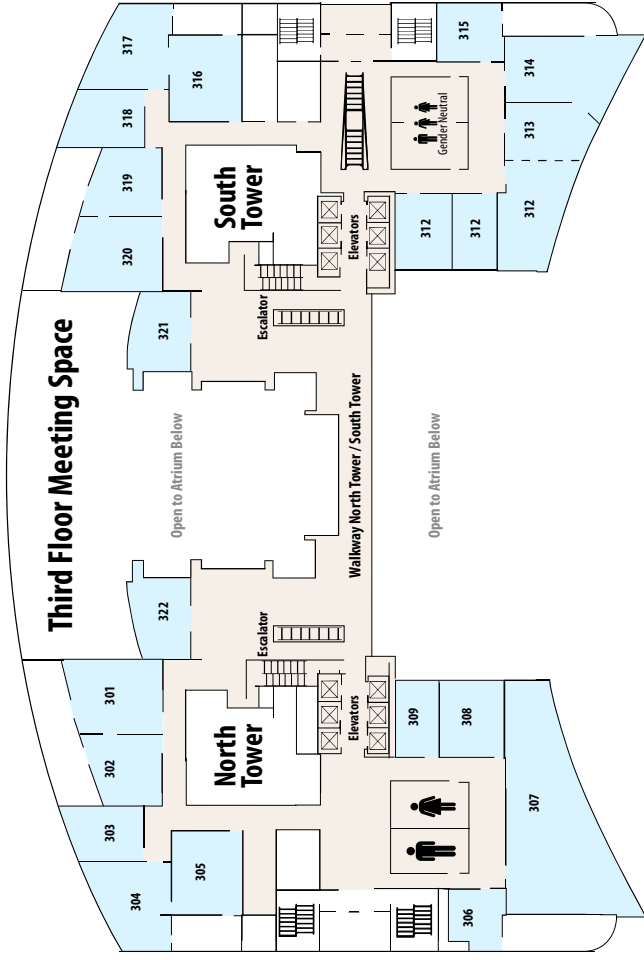 Third Floor Meeting Space
317
316
318
319
320
321
322
301
302
303
304
305
South
Tower
North
Tower
Escalator
Escalator
Elevators
Elevators
Open to Atrium Below
Walkway North Tower / South Tower
Open to Atrium Below
315
314
313
312
312
312
Gender Neutral
309
308
307
306